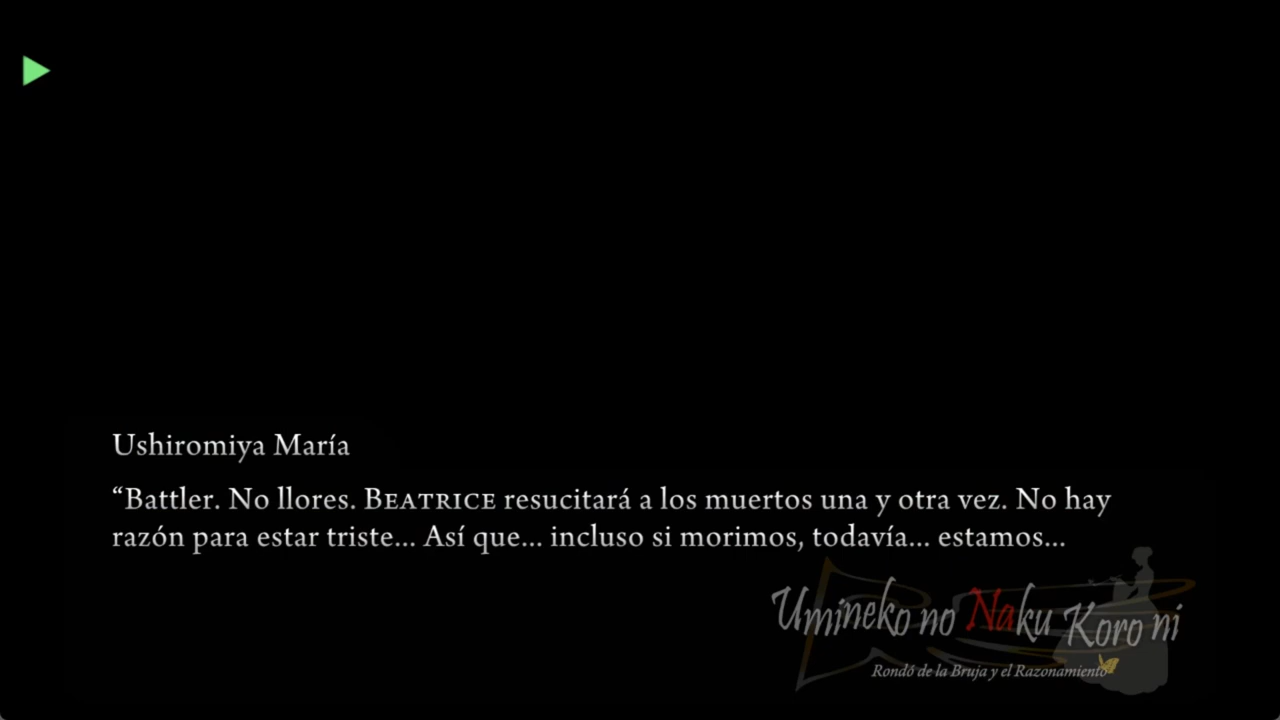 Ushiromiya María
“Battler. No llores. BEATRICE resucitará a los muertos una y otra vez. No hay
razón para estar triste... Así que... incluso si morimos, todavía... estamos...
Umineko no Naku Koro ni
Rondó de la Bruja y el Razonamiento